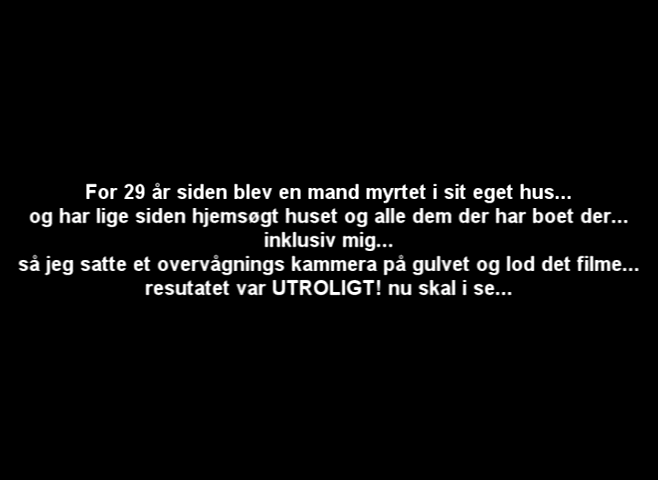 For 29 år siden blev en mand myrtet i sit eget hus...
og har lige siden hjemsøgt huset og alle dem der har boet der...
inklusiv mig...
så jeg satte et overvågnings kammera på gulvet og lod det filme...
resutatet var UTROLIGT! nu skal i se...